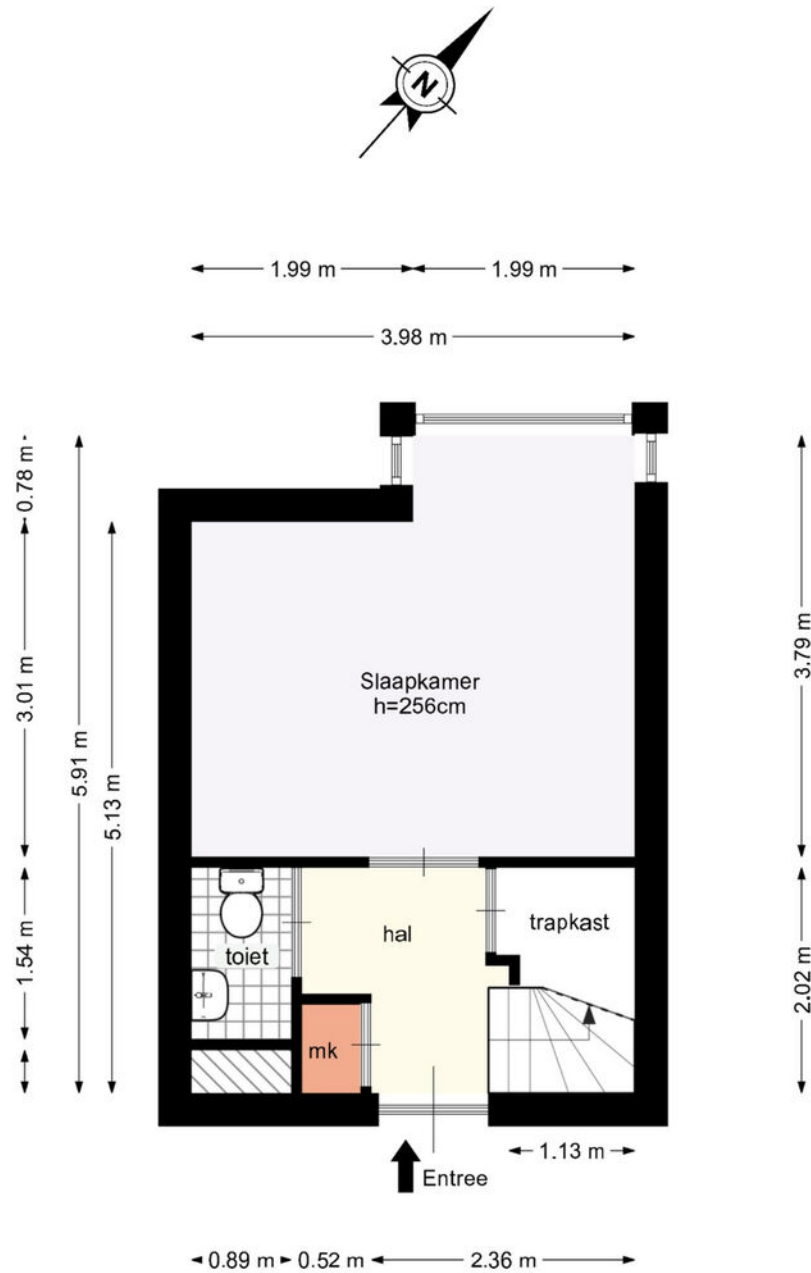 N
1.99 m
1.99 m
3.98 m
0.78 m
3.01 m
5.91 m
5.13 m
3.79 m
Slaapkamer
h=256cm
1.54 m
toiet
hal
trapkast
2.02 m
mk
1.13 m
Entree
0.89 m
0.52 m
2.36 m